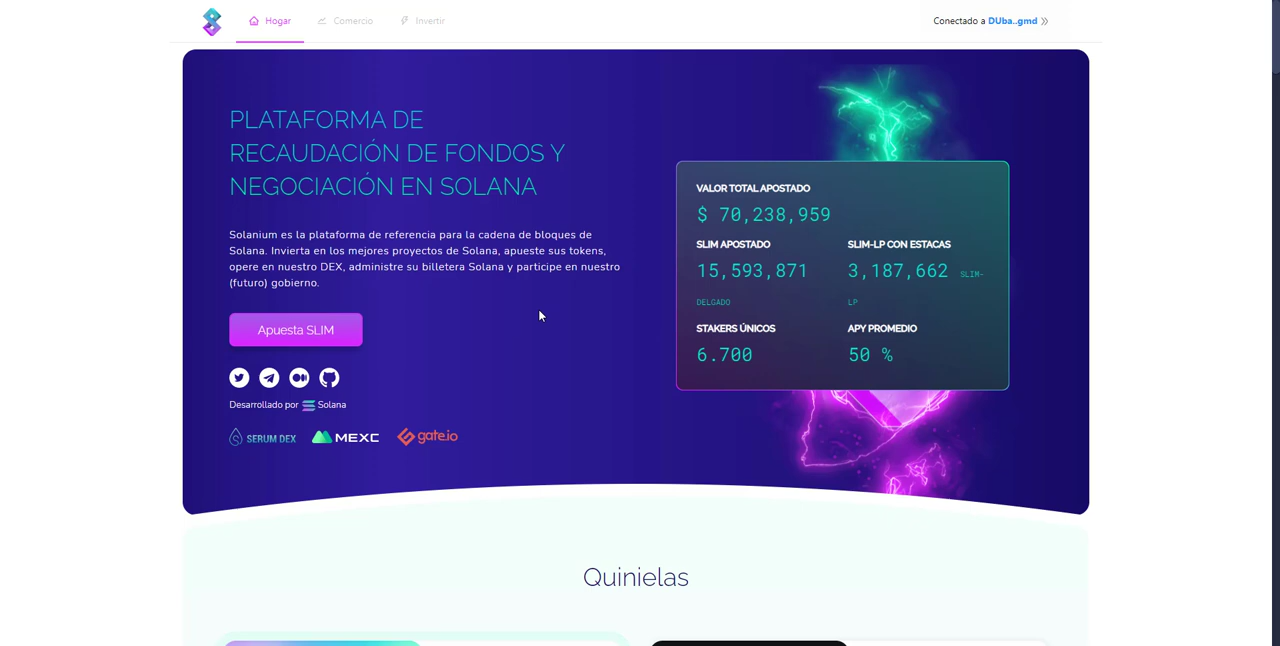 Hogar
Comercio
Invertir
Conectado a DUba..gmd
PLATAFORMA DE
RECAUDACIÓN DE FONDOS Y
NEGOCIACIÓN EN SOLANA
Solanium es la plataforma de referencia para la cadena de bloques de
Solana. Invierta en los mejores proyectos de Solana, apueste sus tokens,
opere en nuestro DEX, administre su billetera Solana y participe en nuestro
(futuro) gobierno.
Apuesta SLIM
Desarrollado por Solana
SERUM DEX MEXC gate.io
VALOR TOTAL APOSTADO
$ 70,238,959
SLIM APOSTADO
15,593,871
DELGADO
SLIM-LP CON ESTACAS
3,187,662 SLIM-
LP
STAKERS ÚNICOS
6.700
APY PROMEDIO
50 %
Quinielas